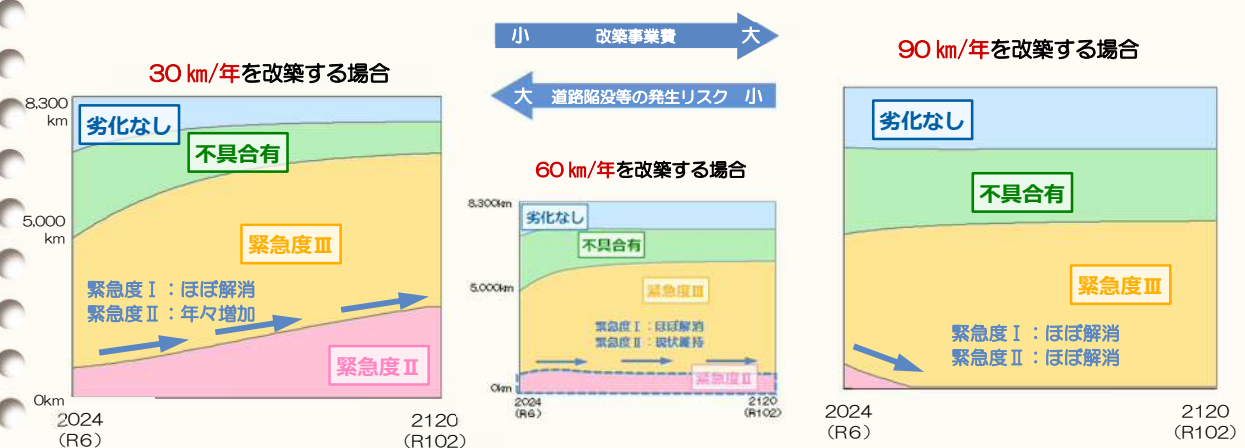 小 改築事業費 大
大 道路陥没等の発生リスク 小
30㎞/年を改築する場合
8,300
km
5,000
km
0km
劣化なし
不具合有
緊急度Ⅲ
緊急度Ⅰ：ほぼ解消
緊急度Ⅱ：年々増加
緊急度Ⅱ
2024
(R6)
2120
(R102)
60㎞/年を改築する場合
8,300km
5,000km
0km
劣化なし
不具合有
緊急度Ⅲ
緊急度Ⅰ：ほぼ解消
緊急度Ⅱ：現状維持
緊急度Ⅱ
2024
(R6)
2120
(R102)
90㎞/年を改築する場合
劣化なし
不具合有
緊急度Ⅲ
緊急度Ⅰ：ほぼ解消
緊急度Ⅱ：ほぼ解消
2024
(R6)
2120
(R102)